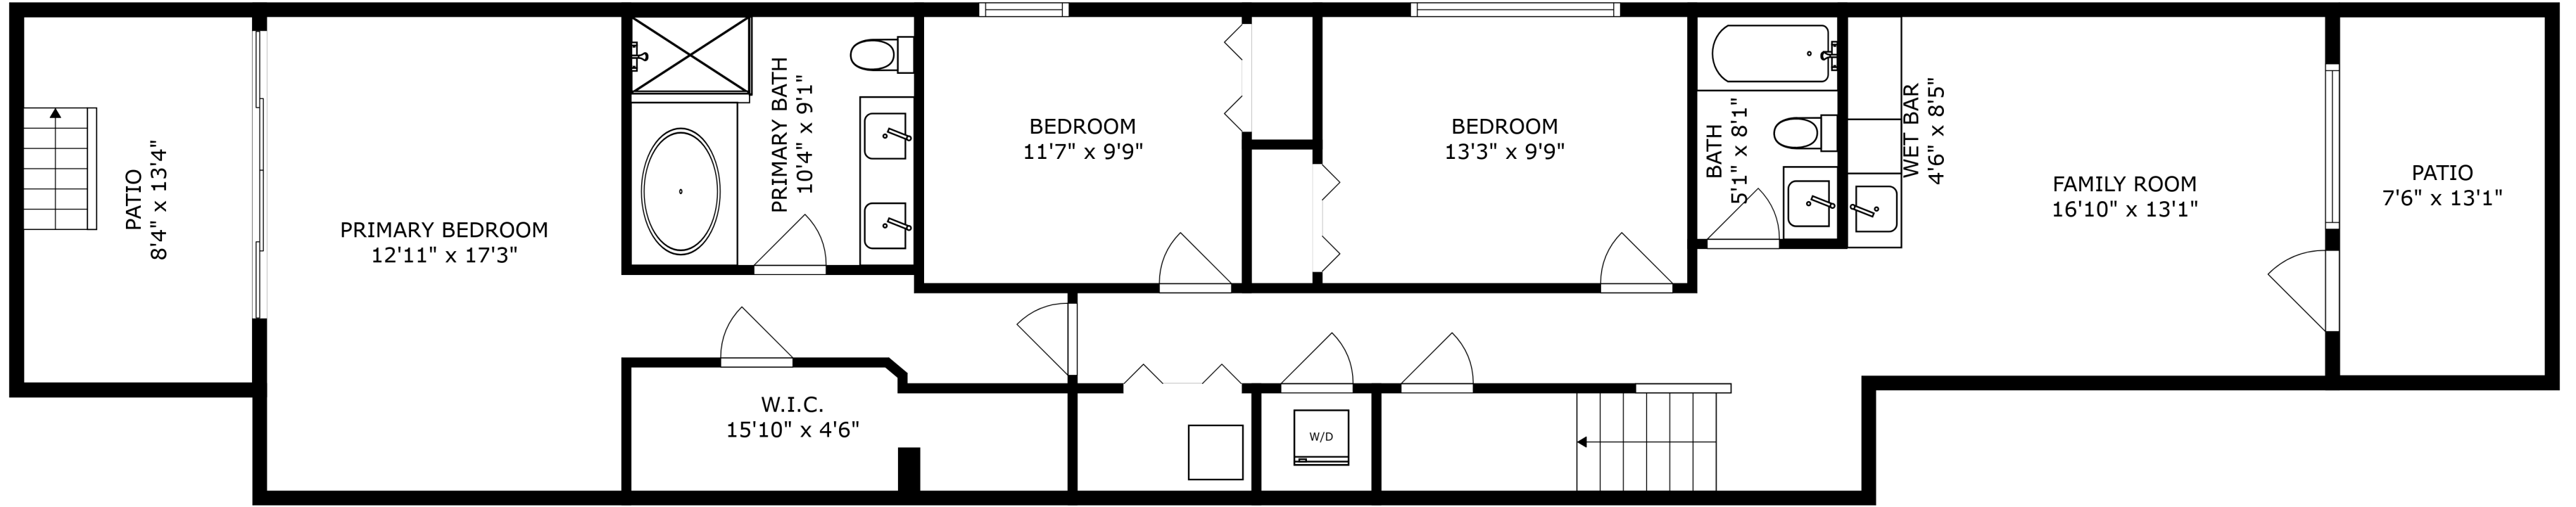 PATIO
8'4" x 13'4"
PRIMARY BEDROOM
12'11" x 17'3"
PRIMARY BATH
10'4" x 9'1"
W.I.C.
15'10" x 4'6"
BEDROOM
11'7" x 9'9"
W/D
BEDROOM
13'3" x 9'9"
BATH
5'1" x 8'1"
WET BAR
4'6" x 8'5"
FAMILY ROOM
16'10" x 13'1"
PATIO
7'6" x 13'1"